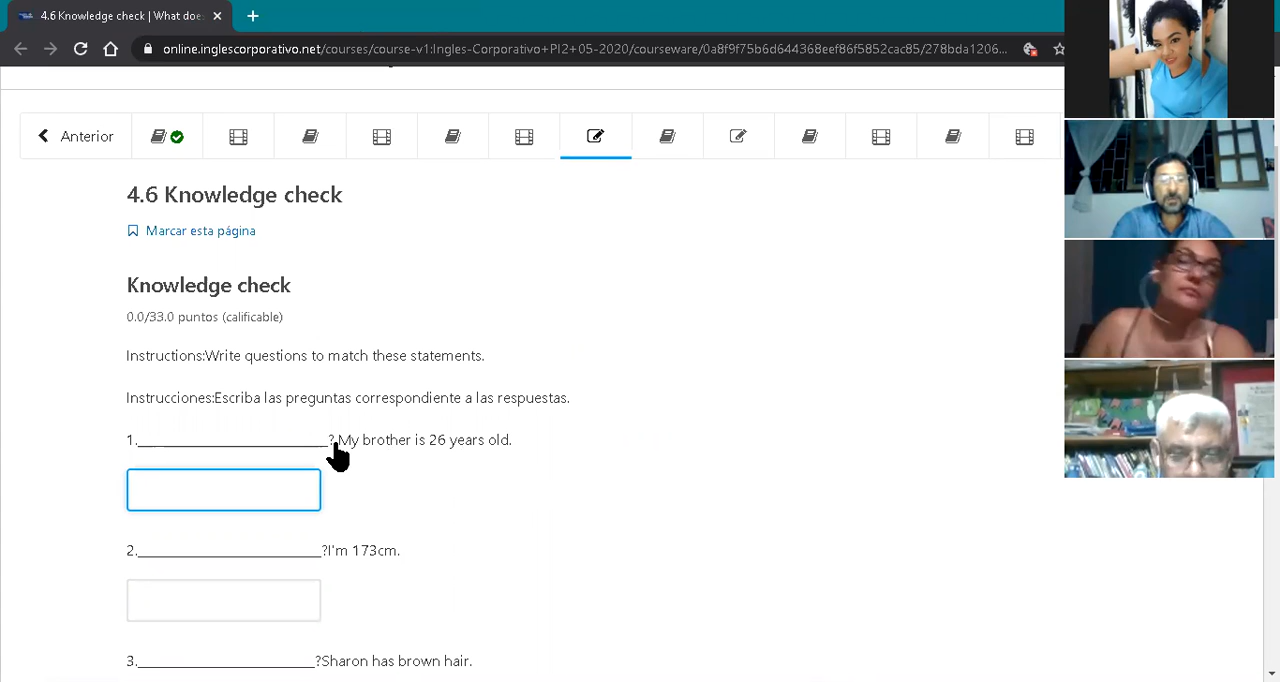 4.6 Knowledge check | What doe
online.inglescorporativo.net/courses/course-v1:Ingles-Corporativo+PI2+05-2020/courseware/0a8f9f75b6d644368eef86f5852cac85/278bda1206...
Anterior
4.6 Knowledge check
Marcar esta página
Knowledge check
0.0/33.0 puntos (calificable)
Instructions:Write questions to match these statements.
Instrucciones:Escriba las preguntas correspondiente a las respuestas.
1.____________________? My brother is 26 years old.
2.____________________?I'm 173cm.
3.____________________?Sharon has brown hair.